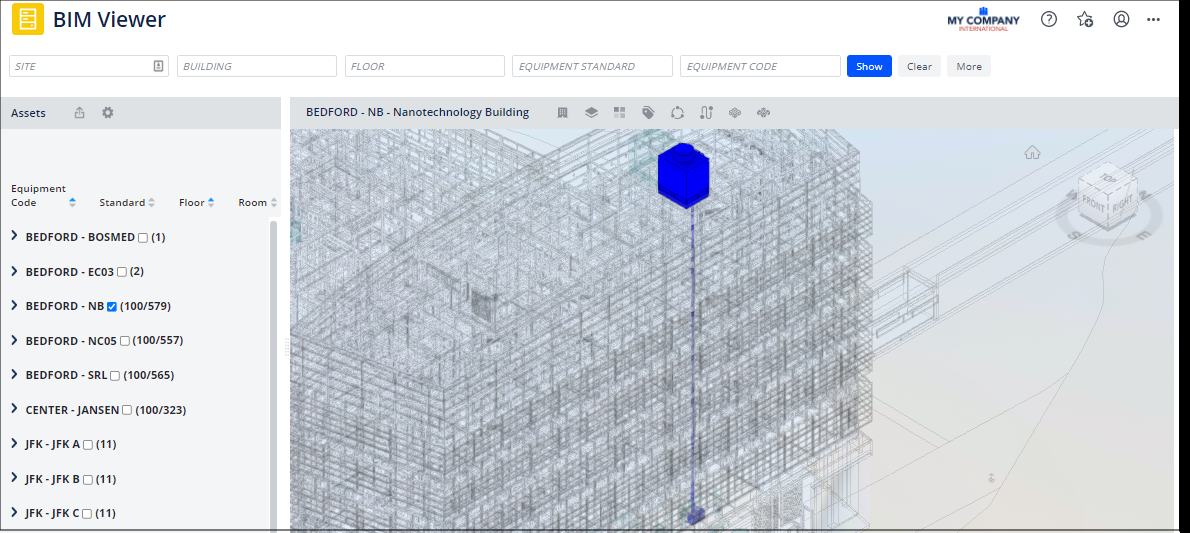 BIM Viewer
MY COMPANY
INTERNATIONAL
SITE
BUILDING
FLOOR
EQUIPMENT STANDARD
EQUIPMENT CODE
Show
Clear
More
Assets
BEDFORD - NB - Nanotechnology Building
Equipment
Code
Standard
Floor
Room
BEDFORD - BOSMED (1)
BEDFORD - EC03 (2)
BEDFORD - NB (100/579)
BEDFORD - NC05 (100/557)
BEDFORD - SRL (100/565)
CENTER - JANSEN (100/323)
JFK - JFK A (11)
JFK - JFK B (11)
JFK - JFK C (11)
TOP
FRONT
RIGHT
S
E